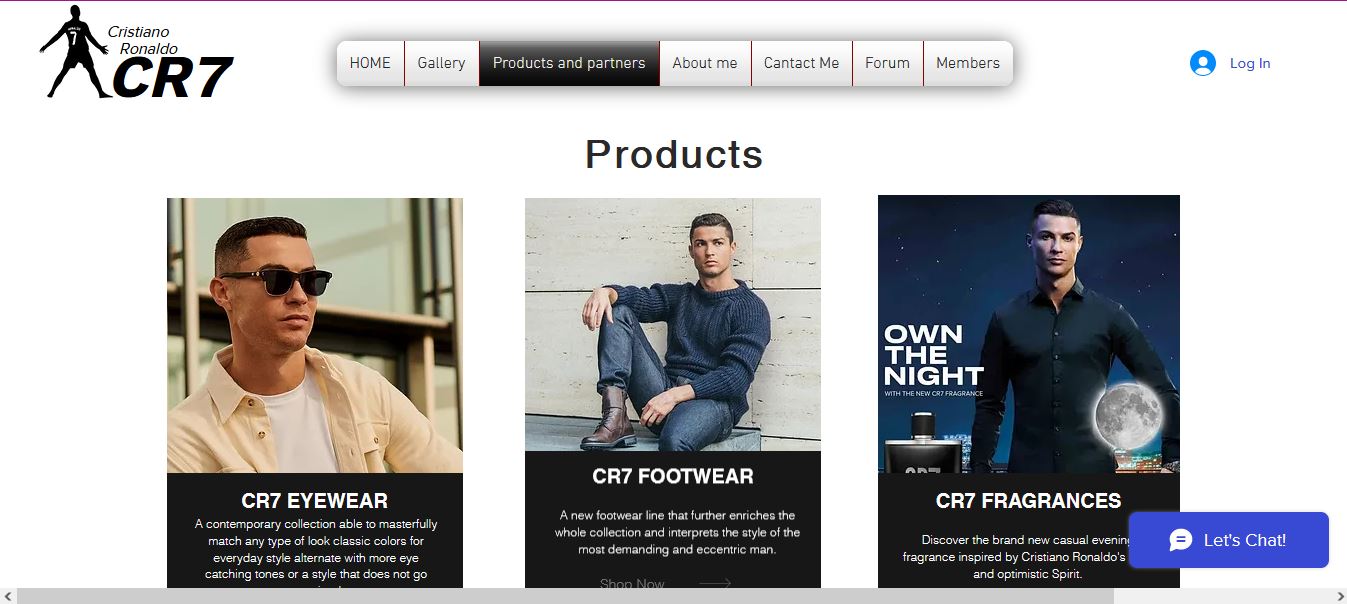 Cristiano
Ronaldo
CR7
RONALDO
7
HOME
Gallery
Products and partners
About me
Cantact Me
Forum
Members
Log In
Products
OWN
THE
NIGHT
WITH THE NEW CR7 FRAGRANCE
CR7
CR7 EYEWEAR
A contemporary collection able to masterfully
match any type of look classic colors for
everyday style alternate with more eye
catching tones or a style that does not go
CR7 FOOTWEAR
A new footwear line that further enriches the
whole collection and interprets the style of the
most demanding and eccentric man.
Shop Now
CR7 FRAGRANCES
Discover the brand new casual evening
fragrance inspired by Cristiano Ronaldo's
and optimistic Spirit.
Let's Chat!